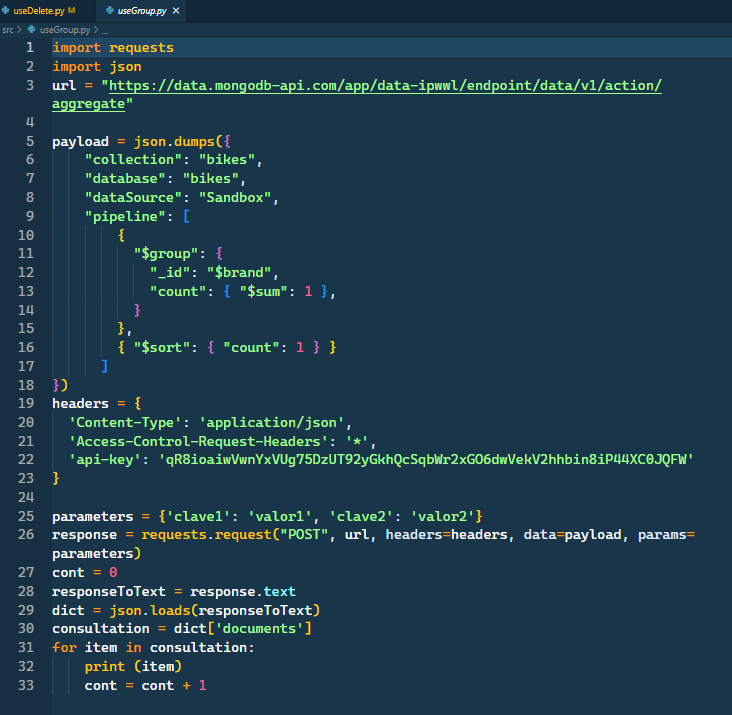 useDelete.py M
useGroup.py ×
src > useGroup.py > ...
1 import requests
2 import json
3 url = "https://data.mongodb-api.com/app/data-ipwwl/endpoint/data/v1/action/
aggregate"
4
5 payload = json.dumps({
6 "collection": "bikes",
7 "database": "bikes",
8 "dataSource": "Sandbox",
9 "pipeline": [
10 {
11 "$group": {
12 "_id": "$brand",
13 "count": { "$sum": 1 },
14 }
15 },
16 { "$sort": { "count": 1 } }
17 ]
18 })
19 headers = {
20 'Content-Type': 'application/json',
21 'Access-Control-Request-Headers': '*',
22 'api-key': 'qR8ioaiwVwnYxVUg75DzUT92yGkhQcSqbWr2xGO6dwVekV2hhbin8iP44XC0JQFW'
23 }
24
25 parameters = {'clave1': 'valor1', 'clave2': 'valor2'}
26 response = requests.request("POST", url, headers=headers, data=payload, params=
parameters)
27 cont = 0
28 responseToText = response.text
29 dict = json.loads(responseToText)
30 consultation = dict['documents']
31 for item in consultation:
32 print (item)
33 cont = cont + 1